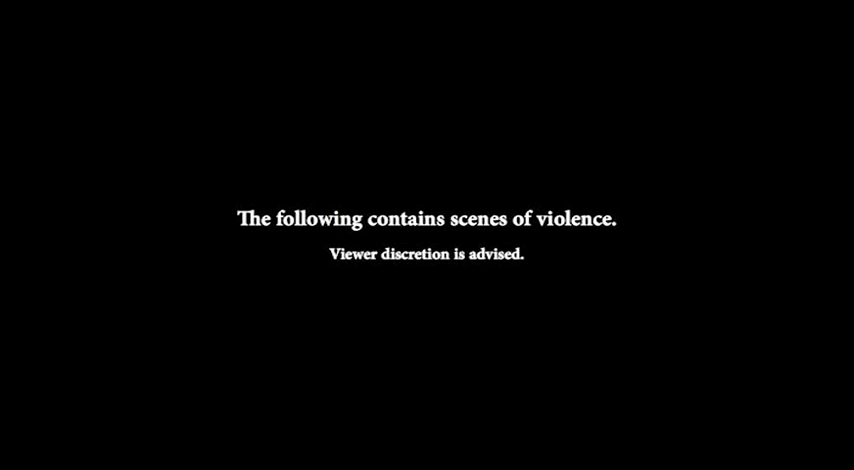 The following contains scenes of violence.
Viewer discretion is advised.